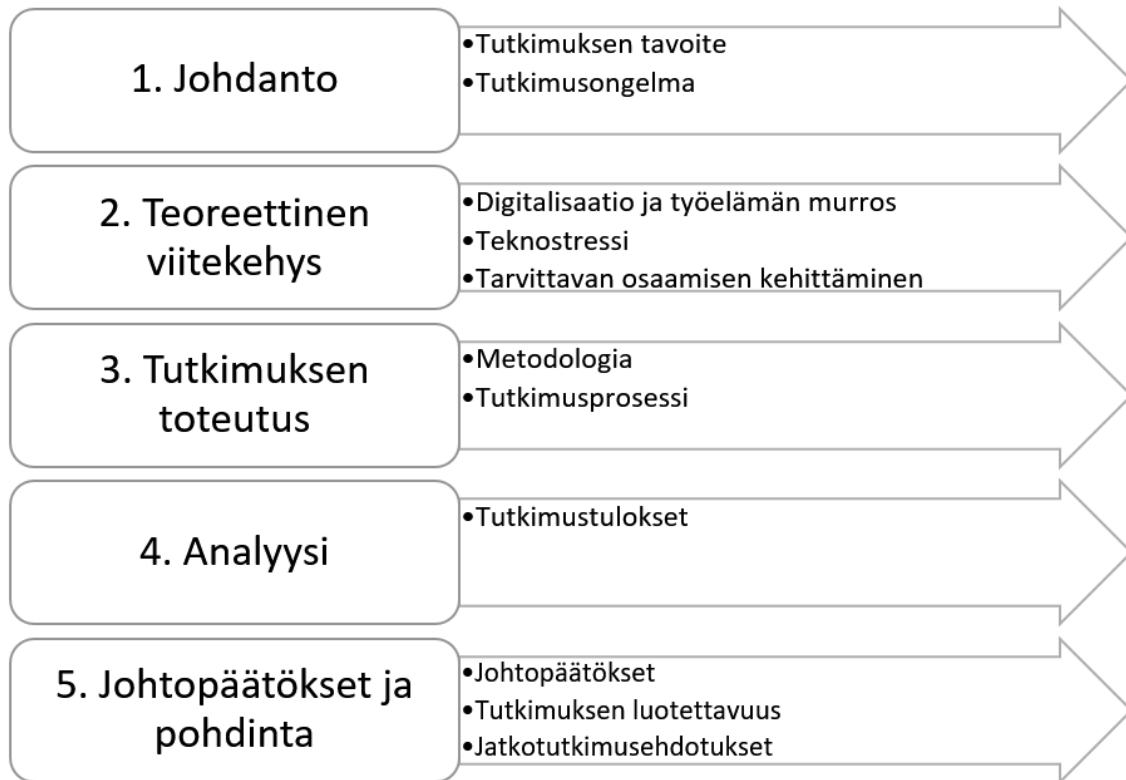 1. Johdanto
•Tutkimuksen tavoite
•Tutkimusongelma
2. Teoreettinen
viitekehys
•Digitalisaatio ja työelämän murros
•Teknostressi
•Tarvittavan osaamisen kehittäminen
3. Tutkimuksen
toteutus
•Metodologia
•Tutkimusprosessi
4. Analyysi
•Tutkimustulokset
5. Johtopäätökset ja
pohdinta
•Johtopäätökset
•Tutkimuksen luotettavuus
•Jatkotutkimusehdotukset